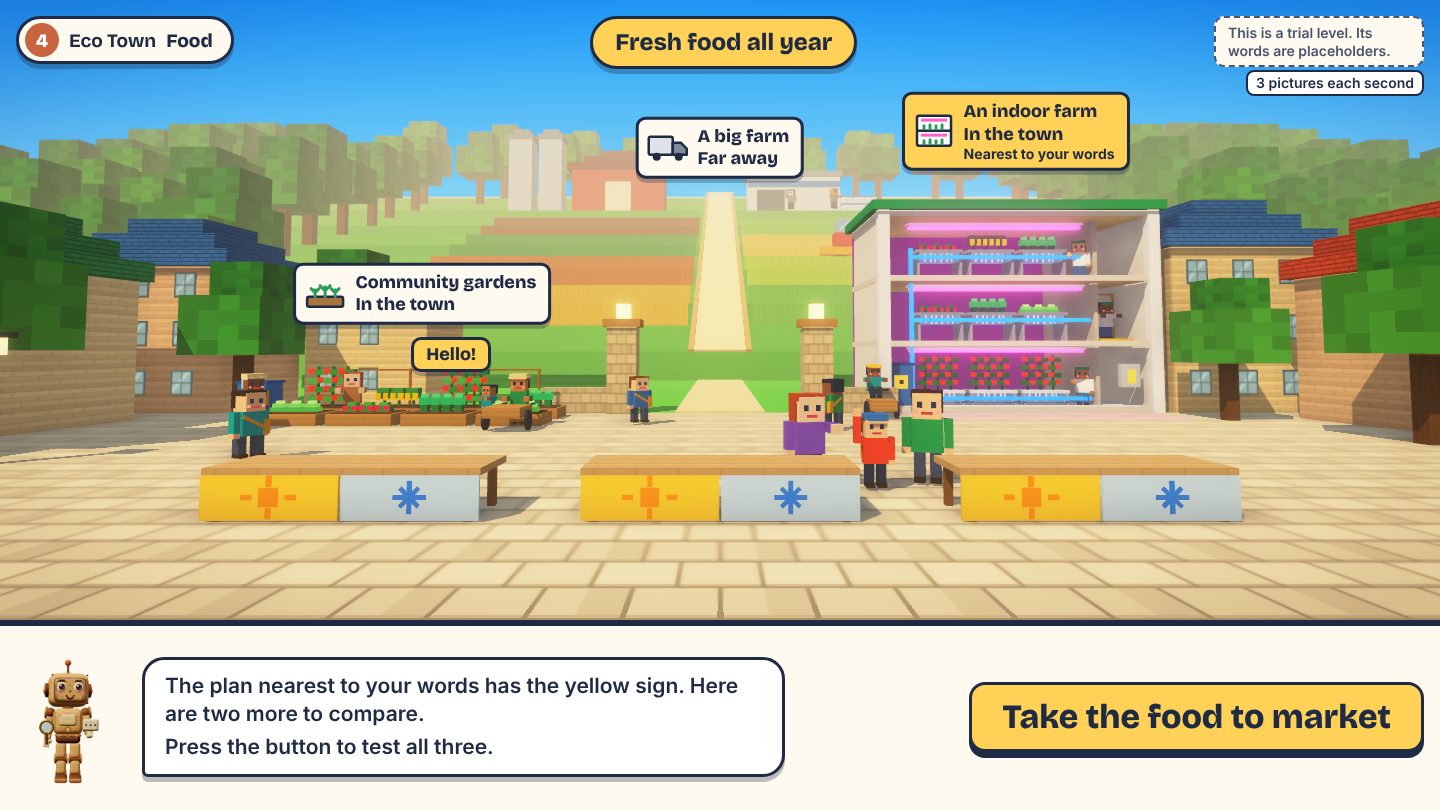 4 Eco Town Food
Fresh food all year
This is a trial level. Its
words are placeholders.
3 pictures each second
A big farm
Far away
An indoor farm
In the town
Nearest to your words
Community gardens
In the town
Hello!
The plan nearest to your words has the yellow sign. Here
are two more to compare.
Press the button to test all three.
Take the food to market